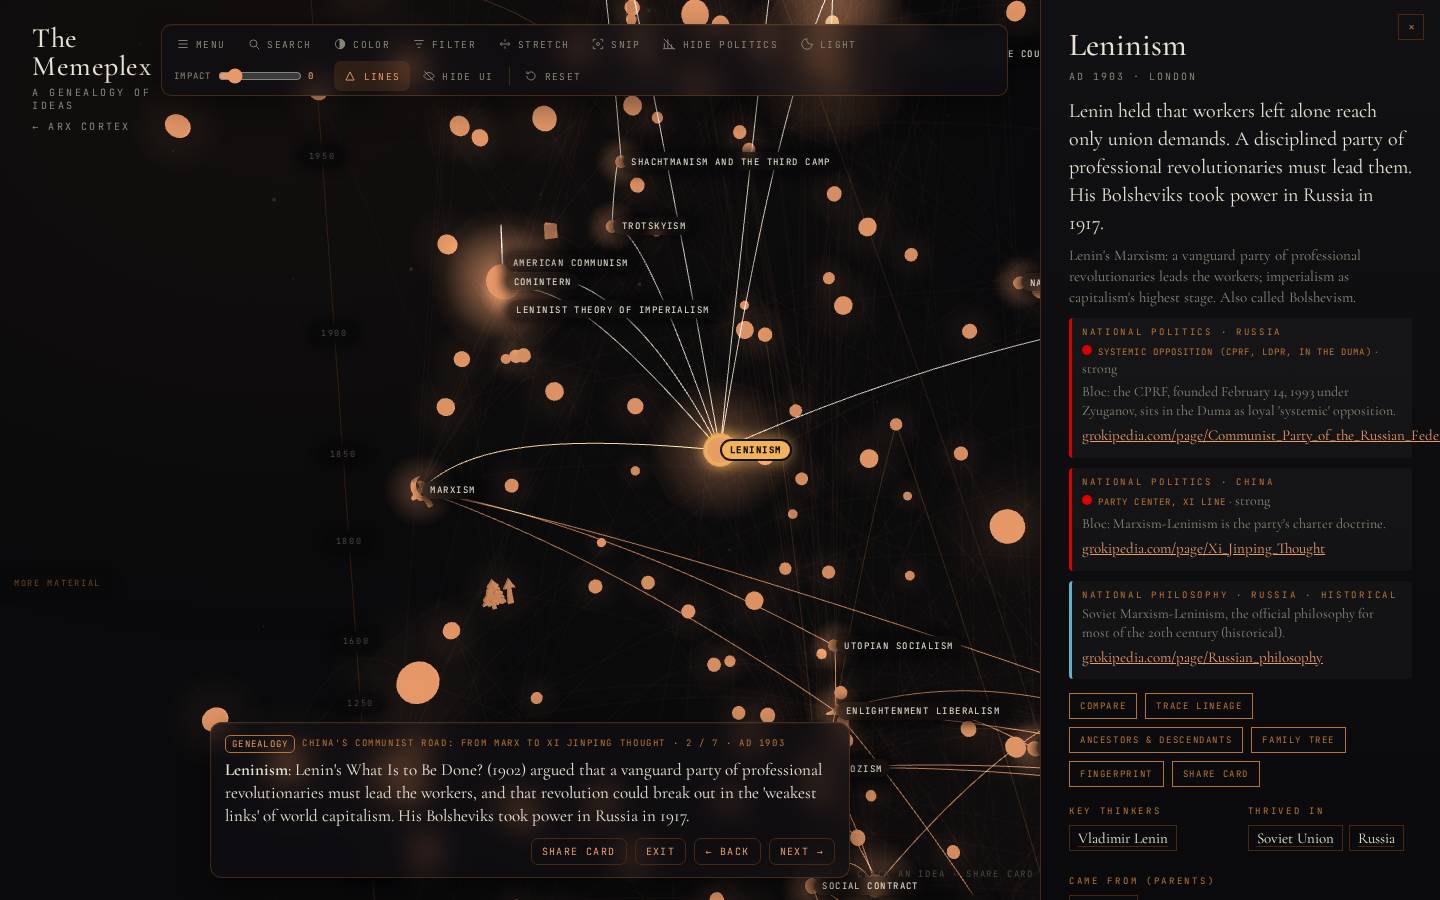 The
Memeplex
A GENEALOGY OF
IDEAS
← ARX CORTEX
MENU
SEARCH
COLOR
FILTER
STRETCH
SNIP
HIDE POLITICS
LIGHT
IMPACT
0
LINES
HIDE UI
RESET
E COU
1950
1900
1850
1800
1600
1250
MORE MATERIAL
SHACHTMANISM AND THE THIRD CAMP
TROTSKYISM
AMERICAN COMMUNISM
COMINTERN
LENINIST THEORY OF IMPERIALISM
NA
LENINISM
MARXISM
UTOPIAN SOCIALISM
ENLIGHTENMENT LIBERALISM
OZISM
SOCIAL CONTRACT
AN IDEA · SHARE CARD
GENEALOGY CHINA'S COMMUNIST ROAD: FROM MARX TO XI JINPING THOUGHT · 2 / 7 · AD 1903
Leninism: Lenin's What Is to Be Done? (1902) argued that a vanguard party of professional
revolutionaries must lead the workers, and that revolution could break out in the 'weakest
links' of world capitalism. His Bolsheviks took power in Russia in 1917.
SHARE CARD
EXIT
← BACK
NEXT →
×
Leninism
AD 1903 · LONDON
Lenin held that workers left alone reach
only union demands. A disciplined party of
professional revolutionaries must lead them.
His Bolsheviks took power in Russia in
1917.
Lenin's Marxism: a vanguard party of professional
revolutionaries leads the workers; imperialism as
capitalism's highest stage. Also called Bolshevism.
NATIONAL POLITICS · RUSSIA
SYSTEMIC OPPOSITION (CPRF, LDPR, IN THE DUMA) ·
strong
Bloc: the CPRF, founded February 14, 1993 under
Zyuganov, sits in the Duma as loyal 'systemic' opposition.
grokipedia.com/page/Communist_Party_of_the_Russian_Fede
NATIONAL POLITICS · CHINA
PARTY CENTER, XI LINE · strong
Bloc: Marxism-Leninism is the party's charter doctrine.
grokipedia.com/page/Xi_Jinping_Thought
NATIONAL PHILOSOPHY · RUSSIA · HISTORICAL
Soviet Marxism-Leninism, the official philosophy for
most of the 20th century (historical).
grokipedia.com/page/Russian_philosophy
COMPARE
TRACE LINEAGE
ANCESTORS & DESCENDANTS
FAMILY TREE
FINGERPRINT
SHARE CARD
KEY THINKERS
Vladimir Lenin
THRIVED IN
Soviet Union
Russia
CAME FROM (PARENTS)